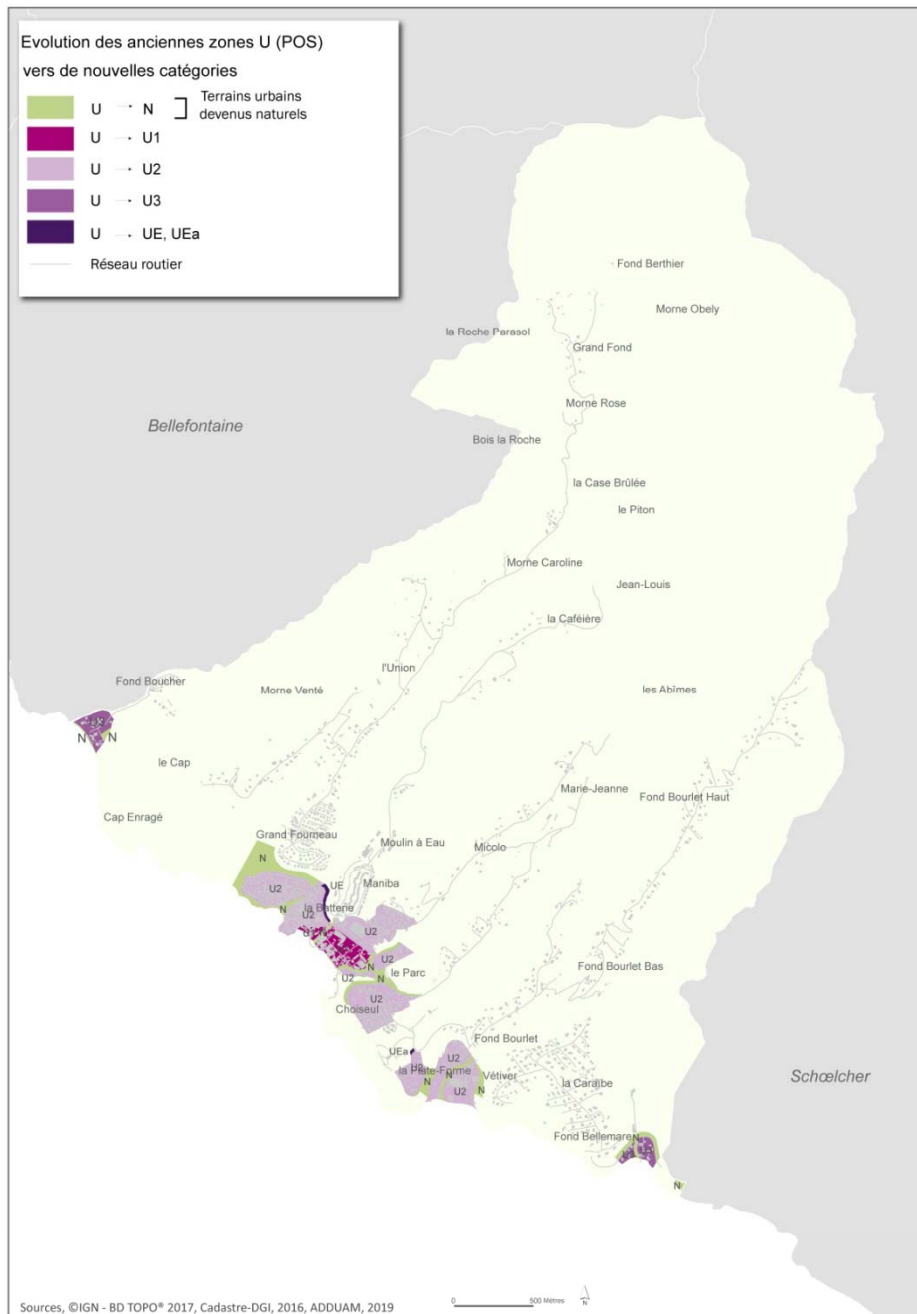 Evolution des anciennes zones U (POS)
vers de nouvelles catégories
U → N ] Terrains urbains
devenus naturels
U → U1
U → U2
U → U3
U → UE, UEa
Réseau routier
Fond Berthier
Morne Obely
la Roche Parasol
Grand Fond
Morne Rose
Bellefontaine
Bois la Roche
la Case Brûlée
le Piton
Morne Caroline
Jean-Louis
la Caféière
l'Union
Fond Boucher
Morne Venté
les Abîmes
U3
N
N
le Cap
Marie-Jeanne
Fond Bourlet Haut
Cap Enragé
Grand Fourneau
Moulin à Eau
Micolo
N
UE
Maniba
U2
N
la Batterie
U2
U2
U2
N
le Parc
Fond Bourlet Bas
U2
N
U2
Choiseul
Fond Bourlet
UEa
U2
U2
la Plate-Forme
N
Vétiver
N
U2
N
la Caraïbe
Schœlcher
Fond Bellemare
N
N
Sources, ©IGN - BD TOPO® 2017, Cadastre-DGI, 2016, ADDUAM, 2019
0
500 Mètres
N